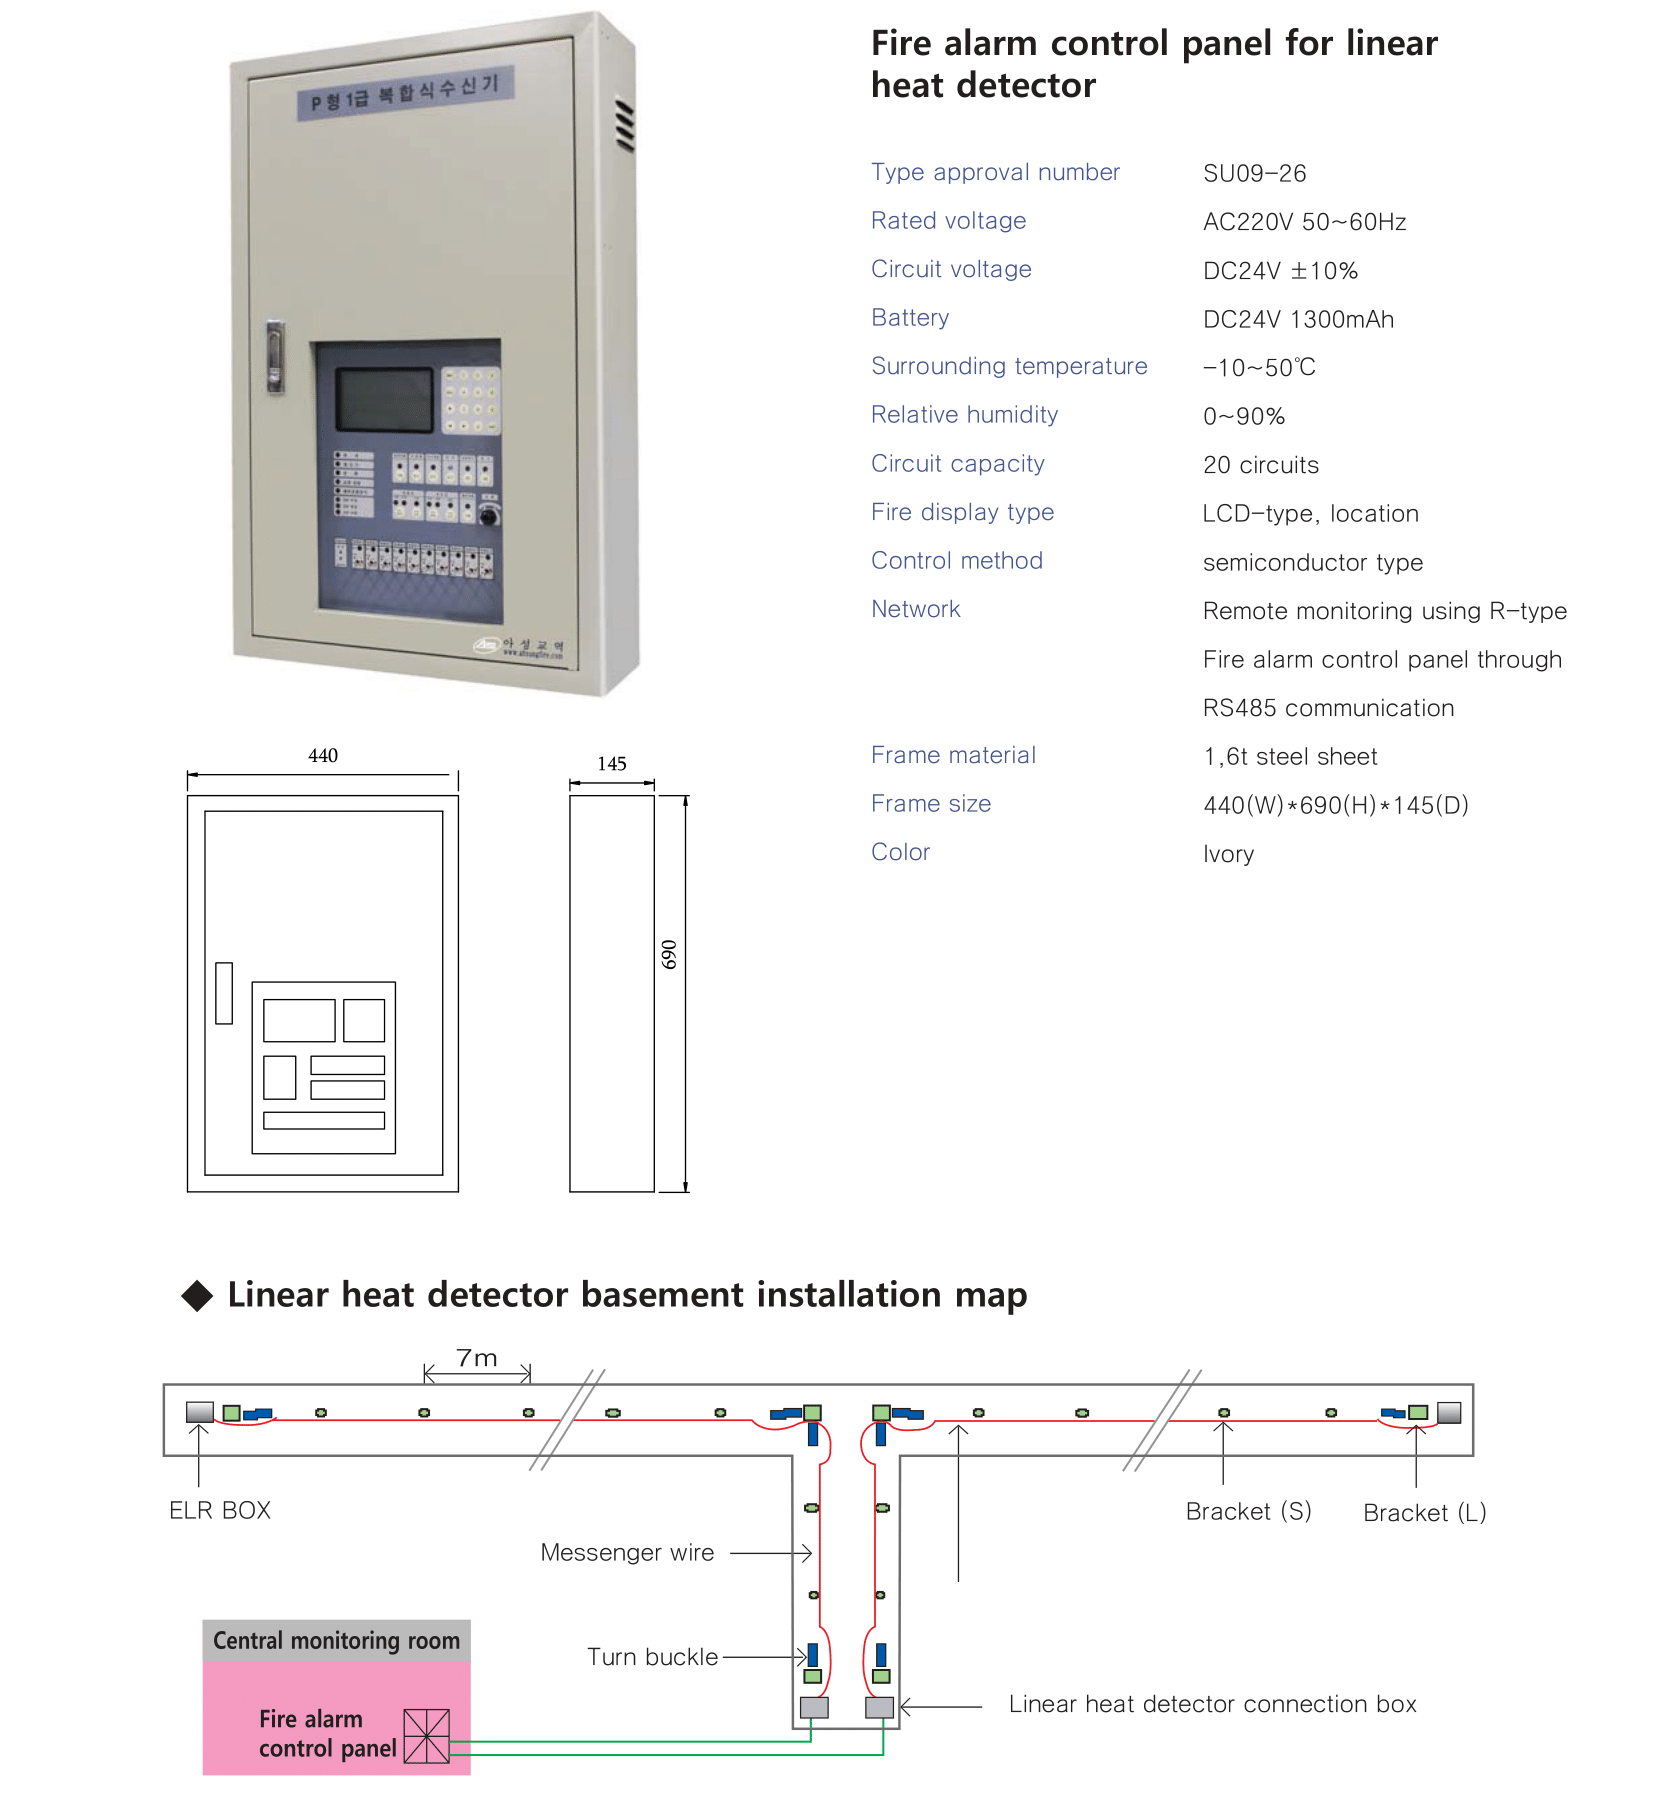 P형1급 복합식수신기
아성교역
Fire alarm control panel for linear
heat detector
Type approval number SU09-26
Rated voltage AC220V 50~60Hz
Circuit voltage DC24V ±10%
Battery DC24V 1300mAh
Surrounding temperature -10~50℃
Relative humidity 0~90%
Circuit capacity 20 circuits
Fire display type LCD-type, location
Control method semiconductor type
Network Remote monitoring using R-type
Fire alarm control panel through
RS485 communication
Frame material 1,6t steel sheet
Frame size 440(W)*690(H)*145(D)
Color Ivory
440
145
690
◆ Linear heat detector basement installation map
7m
ELR BOX
Bracket (S)
Bracket (L)
Messenger wire
Turn buckle
Linear heat detector connection box
Central monitoring room
Fire alarm
control panel